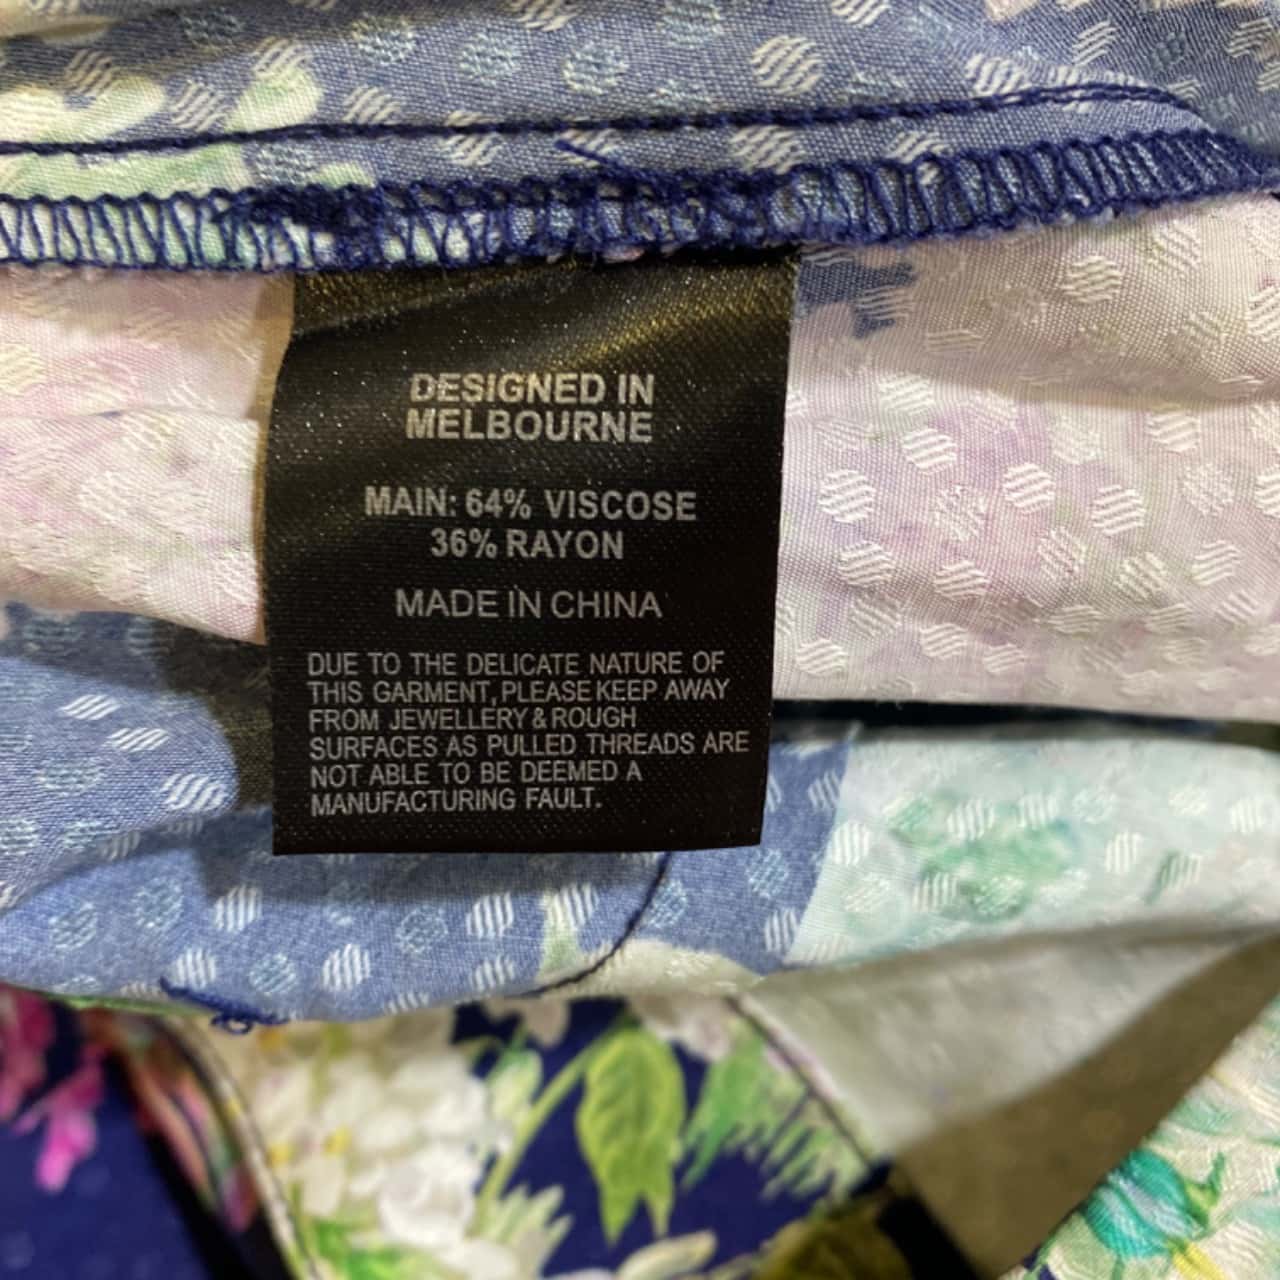 DESIGNED IN
MELBOURNE
MAIN: 64% VISCOSE
36% RAYON
MADE IN CHINA
DUE TO THE DELICATE NATURE OF
THIS GARMENT, PLEASE KEEP AWAY
FROM JEWELLERY & ROUGH
SURFACES AS PULLED THREADS ARE
NOT ABLE TO BE DEEMED A
MANUFACTURING FAULT.